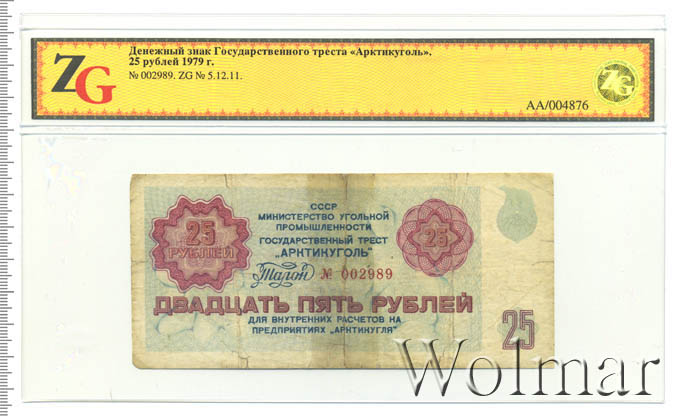 Денежный знак Государственного треста «Арктикуголь».
25 рублей 1979 г.
№ 002989. ZG № 5.12.11.
ZG
ZG
AA/004876
СССР
МИНИСТЕРСТВО УГОЛЬНОЙ
ПРОМЫШЛЕННОСТИ
ГОСУДАРСТВЕННЫЙ ТРЕСТ
„АРКТИКУГОЛЬ"
25
РУБЛЕЙ
25
Талон № 002989
ДВАДЦАТЬ ПЯТЬ РУБЛЕЙ
ДЛЯ ВНУТРЕННИХ РАСЧЕТОВ НА
ПРЕДПРИЯТИЯХ „АРКТИКУГЛЯ"
25
Wolmar